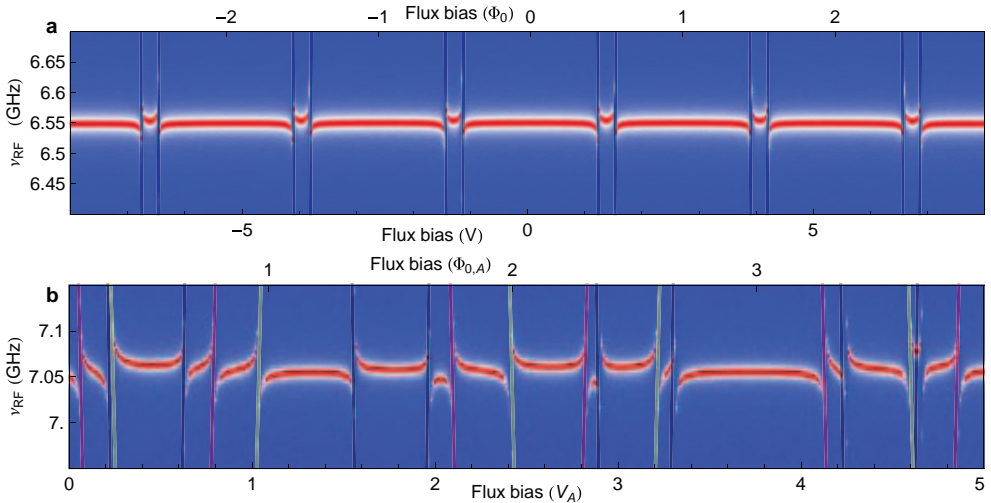 a
Flux bias (Φ0)
−2 −1 0 1 2
6.65
6.6
6.55
6.5
6.45
νRF (GHz)
−5 0 5
Flux bias (V)
b
Flux bias (Φ0,A)
1 2 3
7.1
7.05
7.
νRF (GHz)
0 1 2 3 4 5
Flux bias (VA)